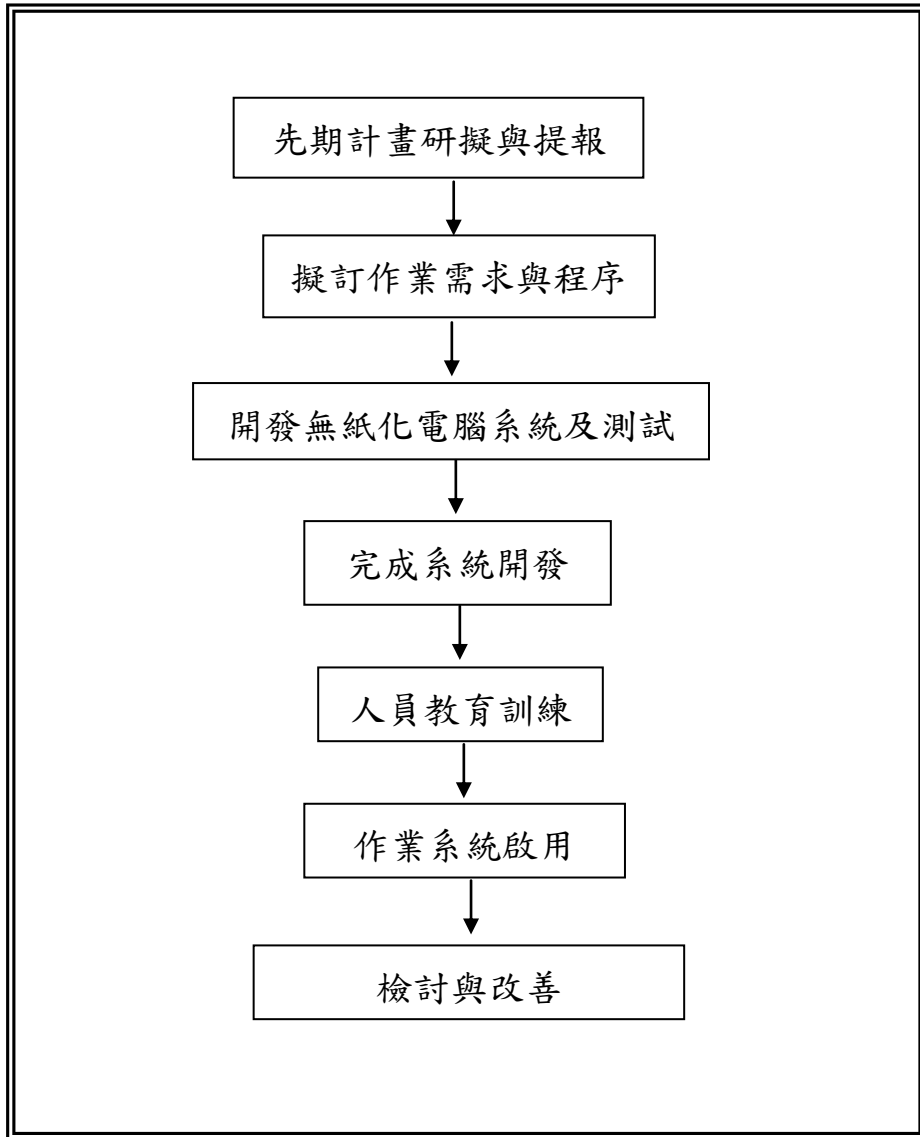 先期計畫研擬與提報
擬訂作業需求與程序
開發無紙化電腦系統及測試
完成系統開發
人員教育訓練
作業系統啟用
檢討與改善